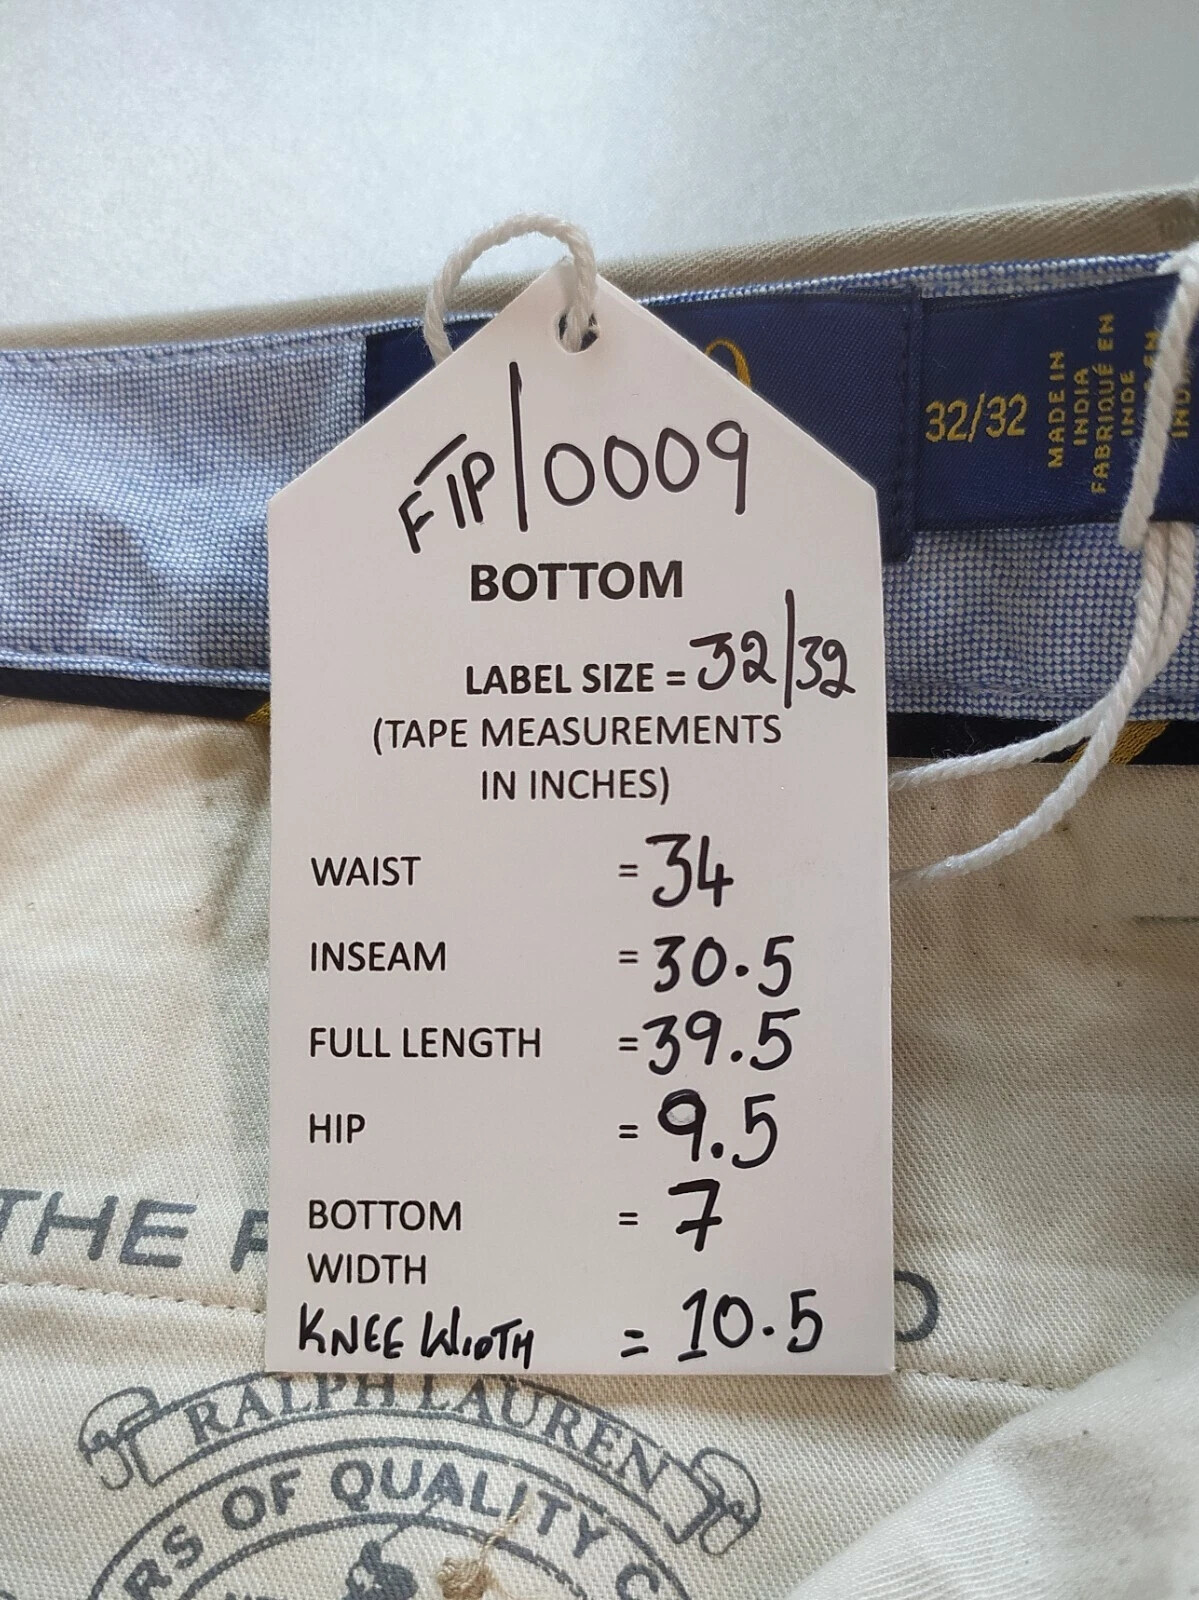 FTP/0009
BOTTOM
LABEL SIZE = 32/32
(TAPE MEASUREMENTS
IN INCHES)
WAIST = 34
INSEAM = 30.5
FULL LENGTH = 39.5
HIP = 9.5
BOTTOM = 7
WIDTH
KNEE WIDTH = 10.5
32/32
MADE IN
INDIA
FABRIQUÉ EN
INDE
THE
RALPH LAUREN
OF QUALITY